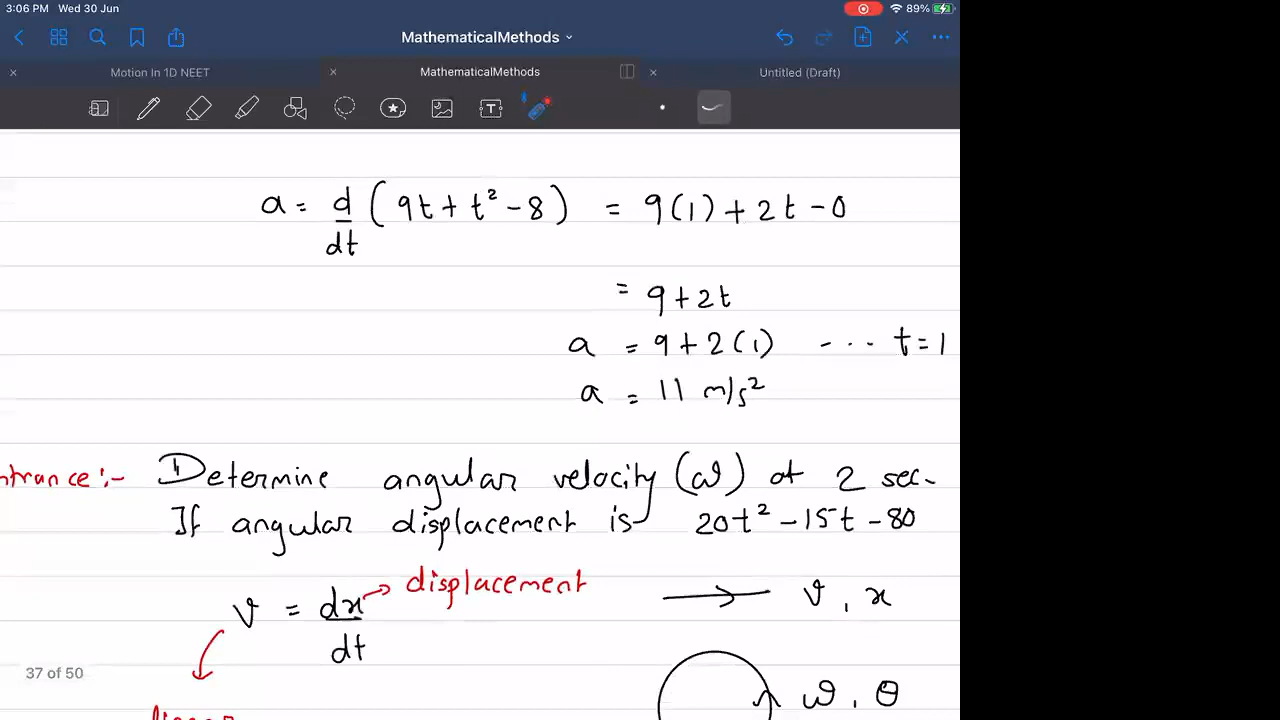 3:06 PM Wed 30 Jun 89%
MathematicalMethods
Motion In 1D NEET MathematicalMethods Untitled (Draft)
a = d/dt (9t + t² - 8) = 9(1) + 2t - 0
= 9 + 2t
a = 9 + 2(1) ... t = 1
a = 11 m/s²
ntrance :- 1) Determine angular velocity (ω) at 2 sec.
If angular displacement is 20t² - 15t - 80
v = dx/dt → displacement → v, x
37 of 50
ω, θ